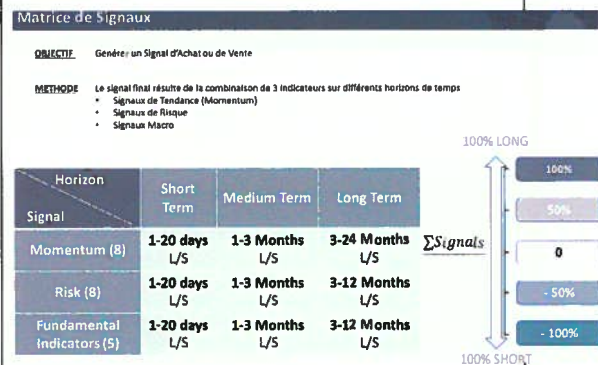 Matrice de Signaux
OBJECTIF Générer un Signal d'Achat ou de Vente
METHODE Le signal final résulte de la combinaison de 3 indicateurs sur différents horizons de temps
• Signaux de Tendance (Momentum)
• Signaux de Risque
• Signaux Macro
100% LONG
Horizon
Signal
Short Term
Medium Term
Long Term
Momentum (8)
1-20 days L/S
1-3 Months L/S
3-24 Months L/S
Risk (8)
1-20 days L/S
1-3 Months L/S
3-12 Months L/S
Fundamental Indicators (5)
1-20 days L/S
1-3 Months L/S
3-12 Months L/S
∑Signals
100%
50%
0
- 50%
- 100%
100% SHORT